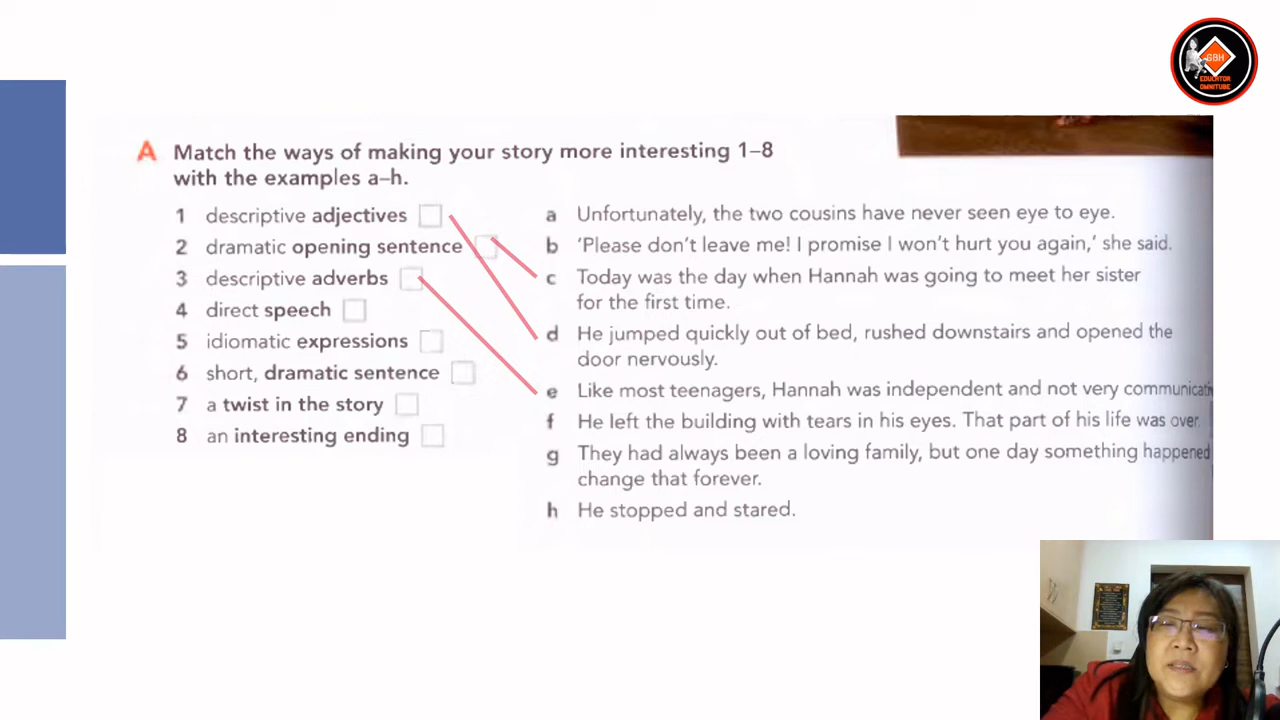 GBH
EDUCATOR
OMNITUBE
A Match the ways of making your story more interesting 1–8
with the examples a–h.
1 descriptive adjectives
2 dramatic opening sentence
3 descriptive adverbs
4 direct speech
5 idiomatic expressions
6 short, dramatic sentence
7 a twist in the story
8 an interesting ending
a Unfortunately, the two cousins have never seen eye to eye.
b ‘Please don’t leave me! I promise I won’t hurt you again,’ she said.
c Today was the day when Hannah was going to meet her sister
for the first time.
d He jumped quickly out of bed, rushed downstairs and opened the
door nervously.
e Like most teenagers, Hannah was independent and not very
f He left the building with tears in his eyes. That part of his life was over.
g They had always been a loving family, but one day something happened
change that forever.
h He stopped and stared.